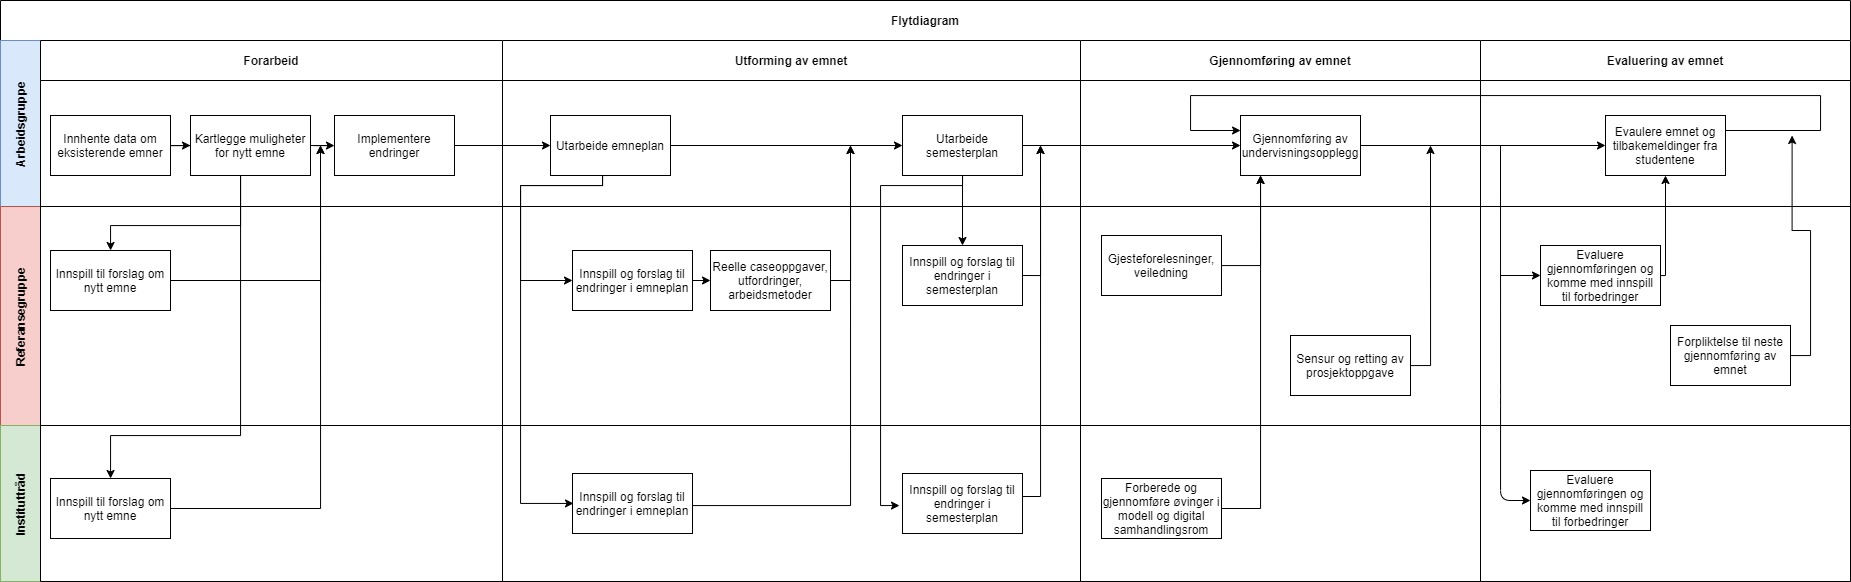 Flytdiagram
Forarbeid
Utforming av emnet
Gjennomføring av emnet
Evaluering av emnet
Arbeidsgruppe
Innhente data om
eksisterende emner
Kartlegge muligheter
for nytt emne
Implementere
endringer
Utarbeide emneplan
Utarbeide
semesterplan
Gjennomføring av
undervisningsopplegg
Evaulere emnet og
tilbakemeldinger fra
studentene
Referansegruppe
Innspill til forslag om
nytt emne
Innspill og forslag til
endringer i emneplan
Reelle caseoppgaver,
utfordringer,
arbeidsmetoder
Innspill og forslag til
endringer i
semesterplan
Gjesteforelesninger,
veiledning
Sensur og retting av
prosjektoppgave
Evaluere
gjennomføringen og
komme med innspill
til forbedringer
Forpliktelse til neste
gjennomføring av
emnet
Instituttråd
Innspill til forslag om
nytt emne
Innspill og forslag til
endringer i emneplan
Innspill og forslag til
endringer i
semesterplan
Forberede og
gjennomføre øvinger i
modell og digital
samhandlingsrom
Evaluere
gjennomføringen og
komme med innspill
til forbedringer